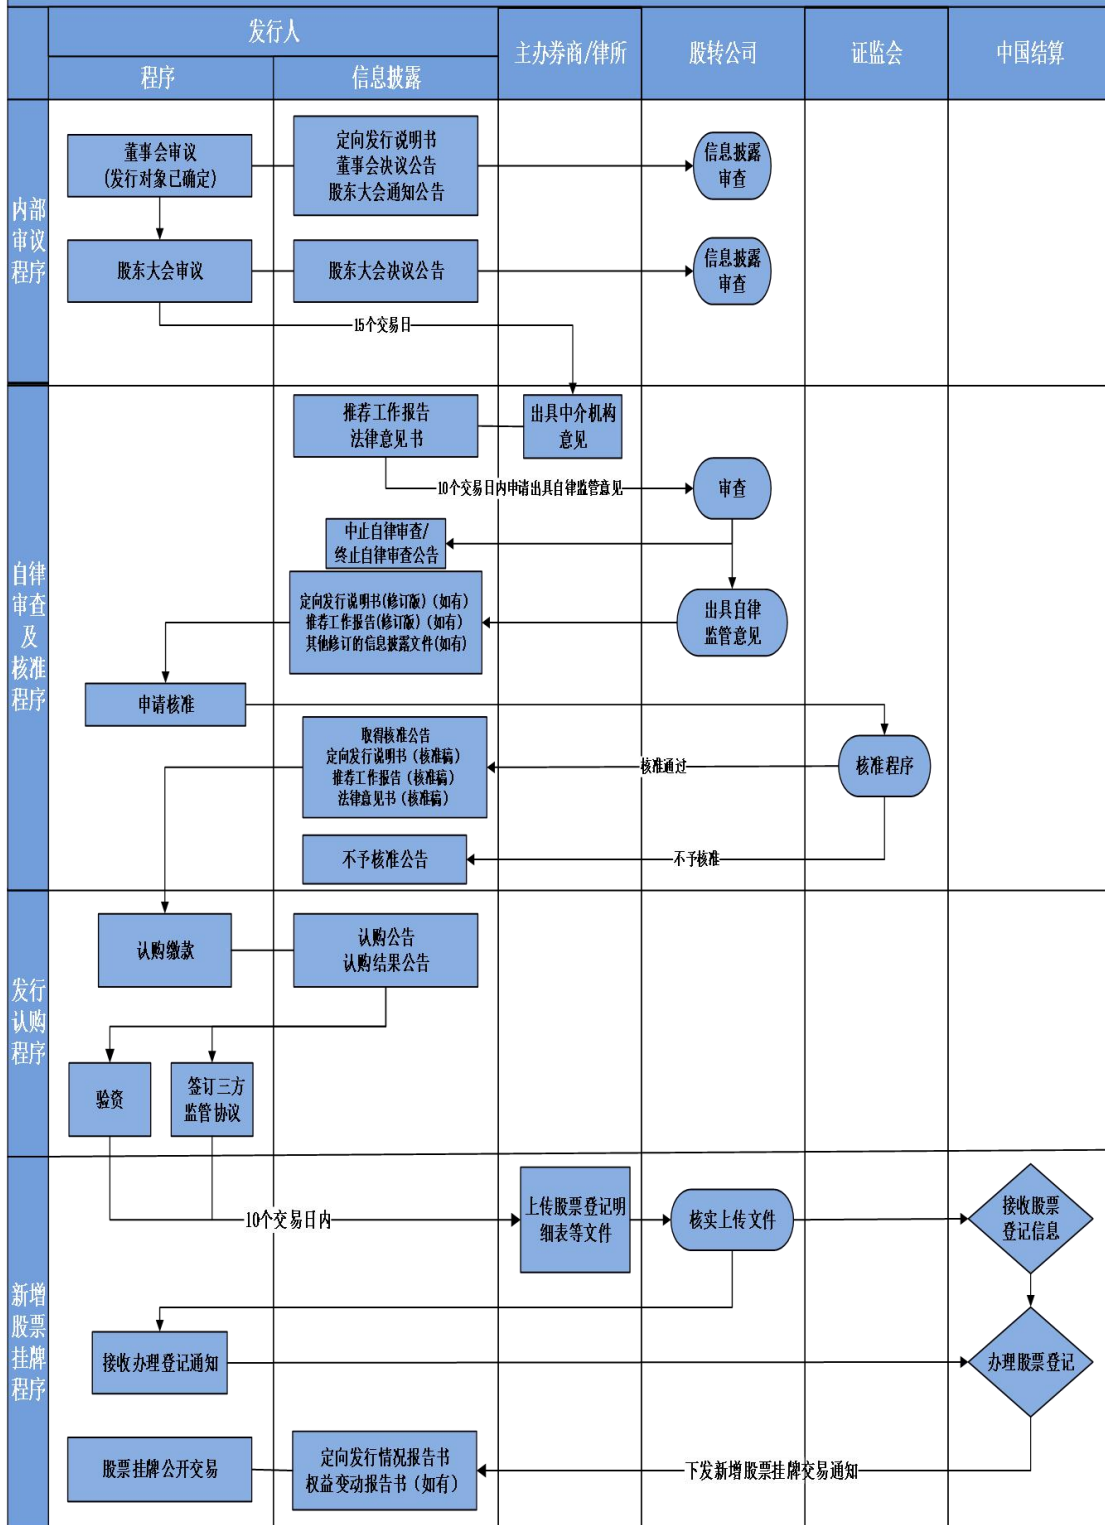 发行人
主办券商/律所
股转公司
证监会
中国结算
程序
信息披露
内部
审议
程序
董事会审议
(发行对象已确定)
定向发行说明书
董事会决议公告
股东大会通知公告
信息披露
审查
股东大会审议
股东大会决议公告
信息披露
审查
15个交易日
自律
审查
及
核准
程序
推荐工作报告
法律意见书
出具中介机构
意见
10个交易日内申请出具自律监管意见
审查
中止自律审查/
终止自律审查公告
定向发行说明书(修订版)（如有）
推荐工作报告(修订版)（如有）
其他修订的信息披露文件(如有)
出具自律
监管意见
申请核准
取得核准公告
定向发行说明书（核准稿）
推荐工作报告（核准稿）
法律意见书（核准稿）
核准通过
核准程序
不予核准公告
不予核准
发行
认购
程序
认购缴款
认购公告
认购结果公告
验资
签订三方
监管协议
新增
股票
挂牌
程序
10个交易日内
上传股票登记明
细表等文件
核实上传文件
接收股票
登记信息
接收办理登记通知
办理股票登记
股票挂牌公开交易
定向发行情况报告书
权益变动报告书（如有）
下发新增股票挂牌交易通知